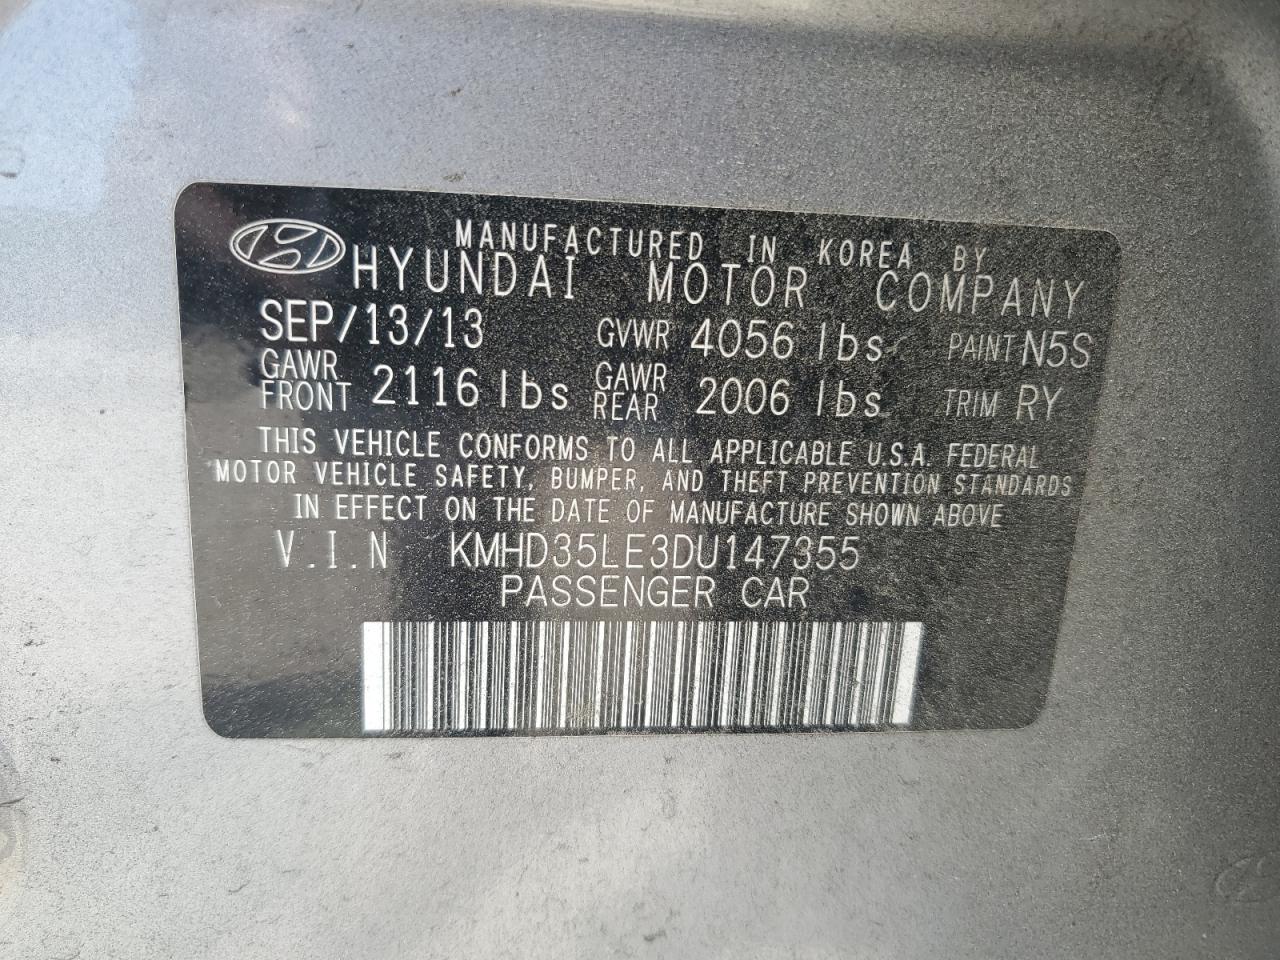 MANUFACTURED IN KOREA BY
HYUNDAI MOTOR COMPANY
SEP/13/13 GVWR 4056 lbs PAINT N5S
GAWR FRONT 2116 lbs GAWR REAR 2006 lbs TRIM RY
THIS VEHICLE CONFORMS TO ALL APPLICABLE U.S.A. FEDERAL
MOTOR VEHICLE SAFETY, BUMPER, AND THEFT PREVENTION STANDARDS
IN EFFECT ON THE DATE OF MANUFACTURE SHOWN ABOVE
V.I.N KMHD35LE3DU147355
PASSENGER CAR